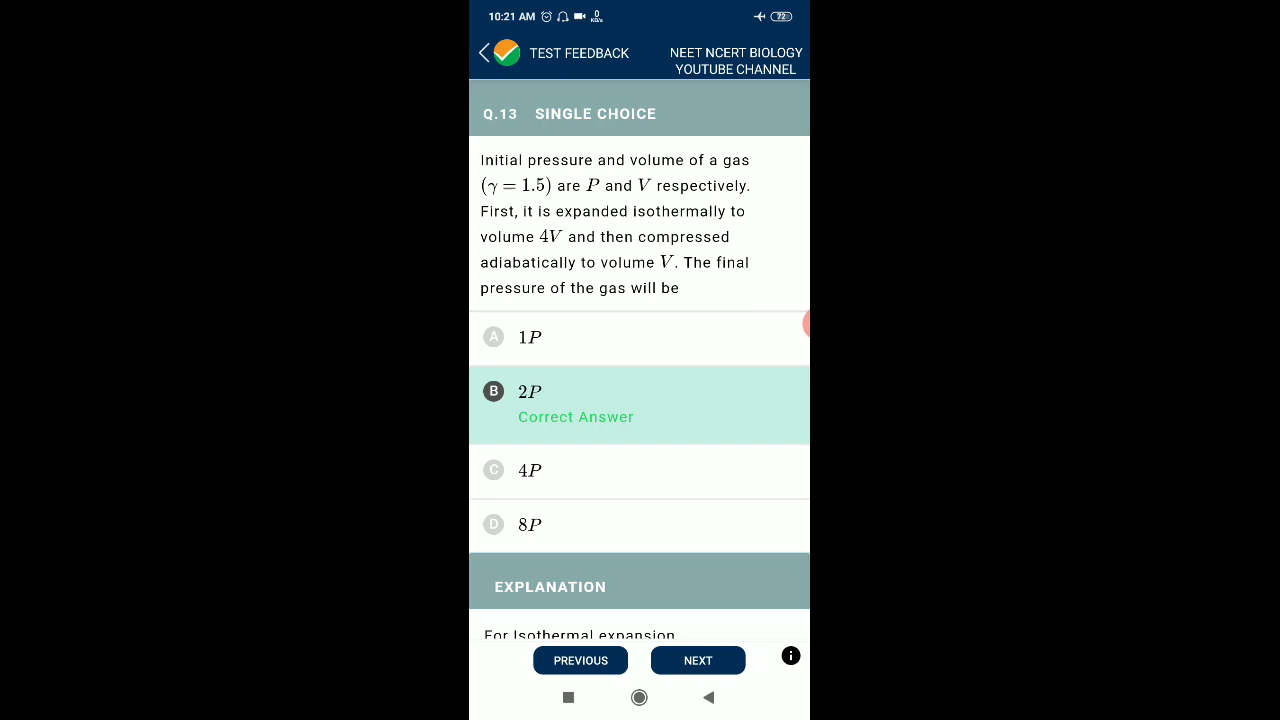 10:21 AM 0 KB/s 72
TEST FEEDBACK NEET NCERT BIOLOGY
YOUTUBE CHANNEL
Q.13 SINGLE CHOICE
Initial pressure and volume of a gas
(γ = 1.5) are P and V respectively.
First, it is expanded isothermally to
volume 4V and then compressed
adiabatically to volume V. The final
pressure of the gas will be
A 1P
B 2P
Correct Answer
C 4P
D 8P
EXPLANATION
For Isothermal expansion
PREVIOUS NEXT